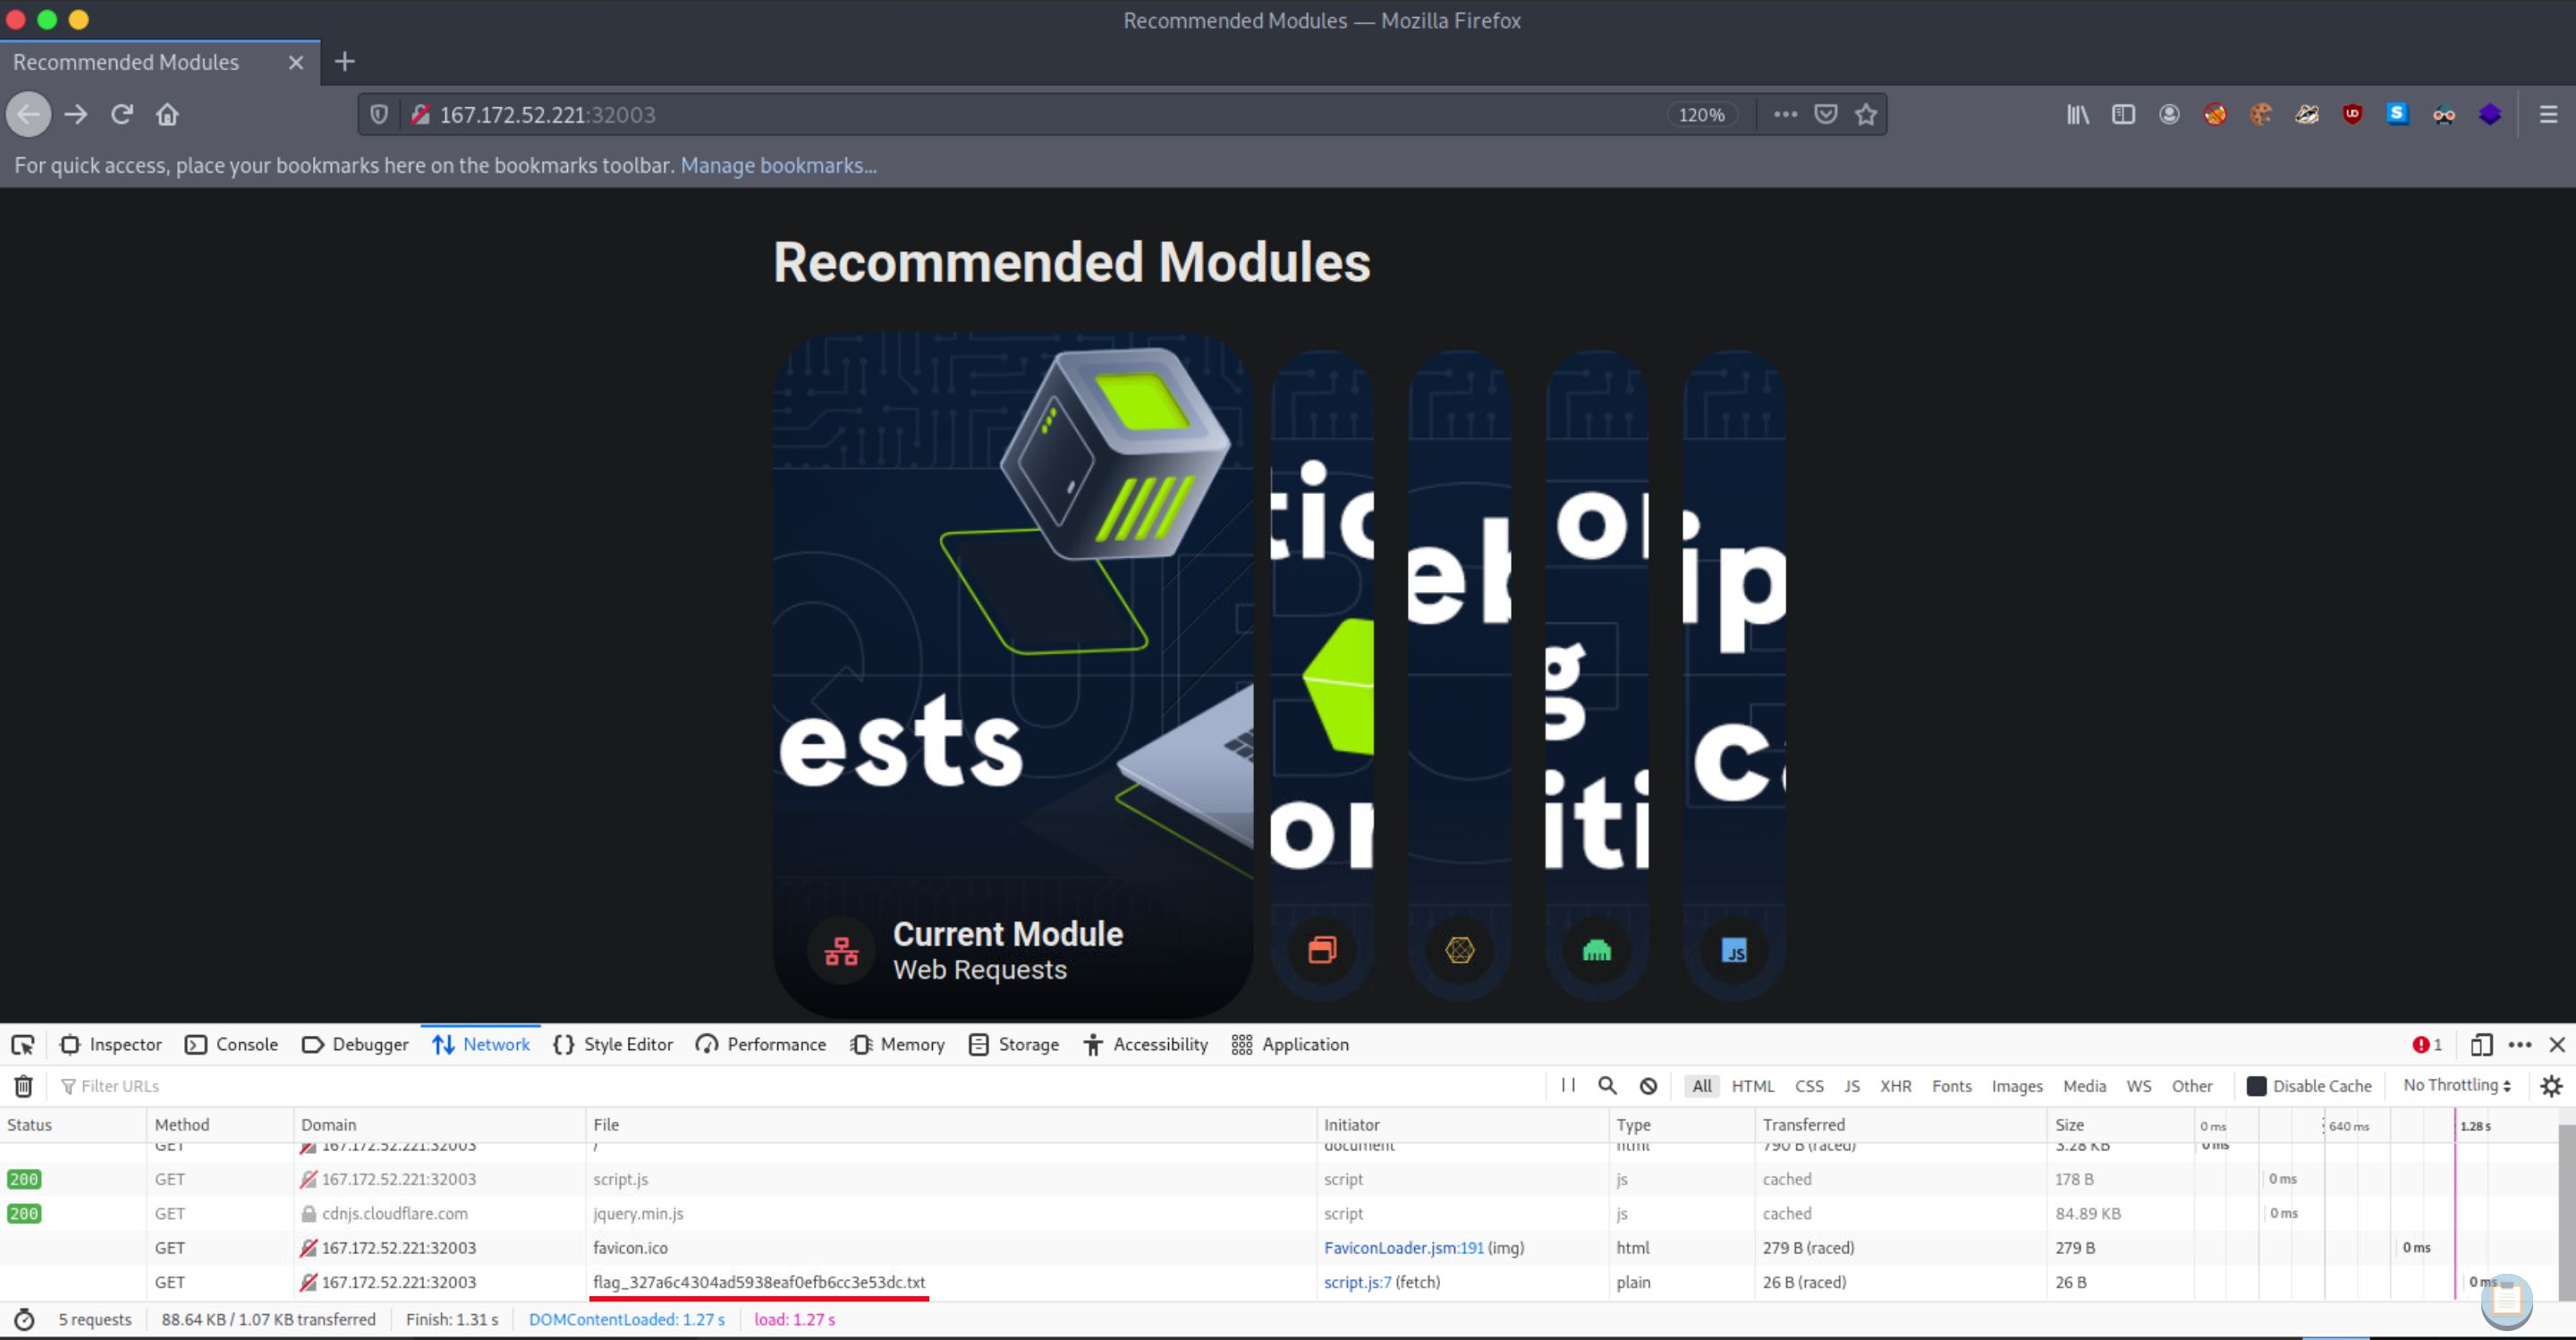 Recommended Modules — Mozilla Firefox
Recommended Modules
167.172.52.221:32003
120%
For quick access, place your bookmarks here on the bookmarks toolbar. Manage bookmarks...
Recommended Modules
tic
eb
or
ip
ests
g
c
or
iti
Current Module
Web Requests
JS
Inspector Console Debugger Network Style Editor Performance Memory Storage Accessibility Application 1
Filter URLs All HTML CSS JS XHR Fonts Images Media WS Other Disable Cache No Throttling
Status Method Domain File Initiator Type Transferred Size 0 ms 640 ms 1.28 s
GET 167.172.52.221:32003 / document html 790 B (raced) 3.28 KB 0 ms
200 GET 167.172.52.221:32003 script.js script js cached 178 B 0 ms
200 GET cdnjs.cloudflare.com jquery.min.js script js cached 84.89 KB 0 ms
GET 167.172.52.221:32003 favicon.ico FaviconLoader.jsm:191 (img) html 279 B (raced) 279 B 0 ms
GET 167.172.52.221:32003 flag_327a6c4304ad5938eaf0efb6cc3e53dc.txt script.js:7 (fetch) plain 26 B (raced) 26 B 0 ms
5 requests 88.64 KB / 1.07 KB transferred Finish: 1.31 s DOMContentLoaded: 1.27 s load: 1.27 s